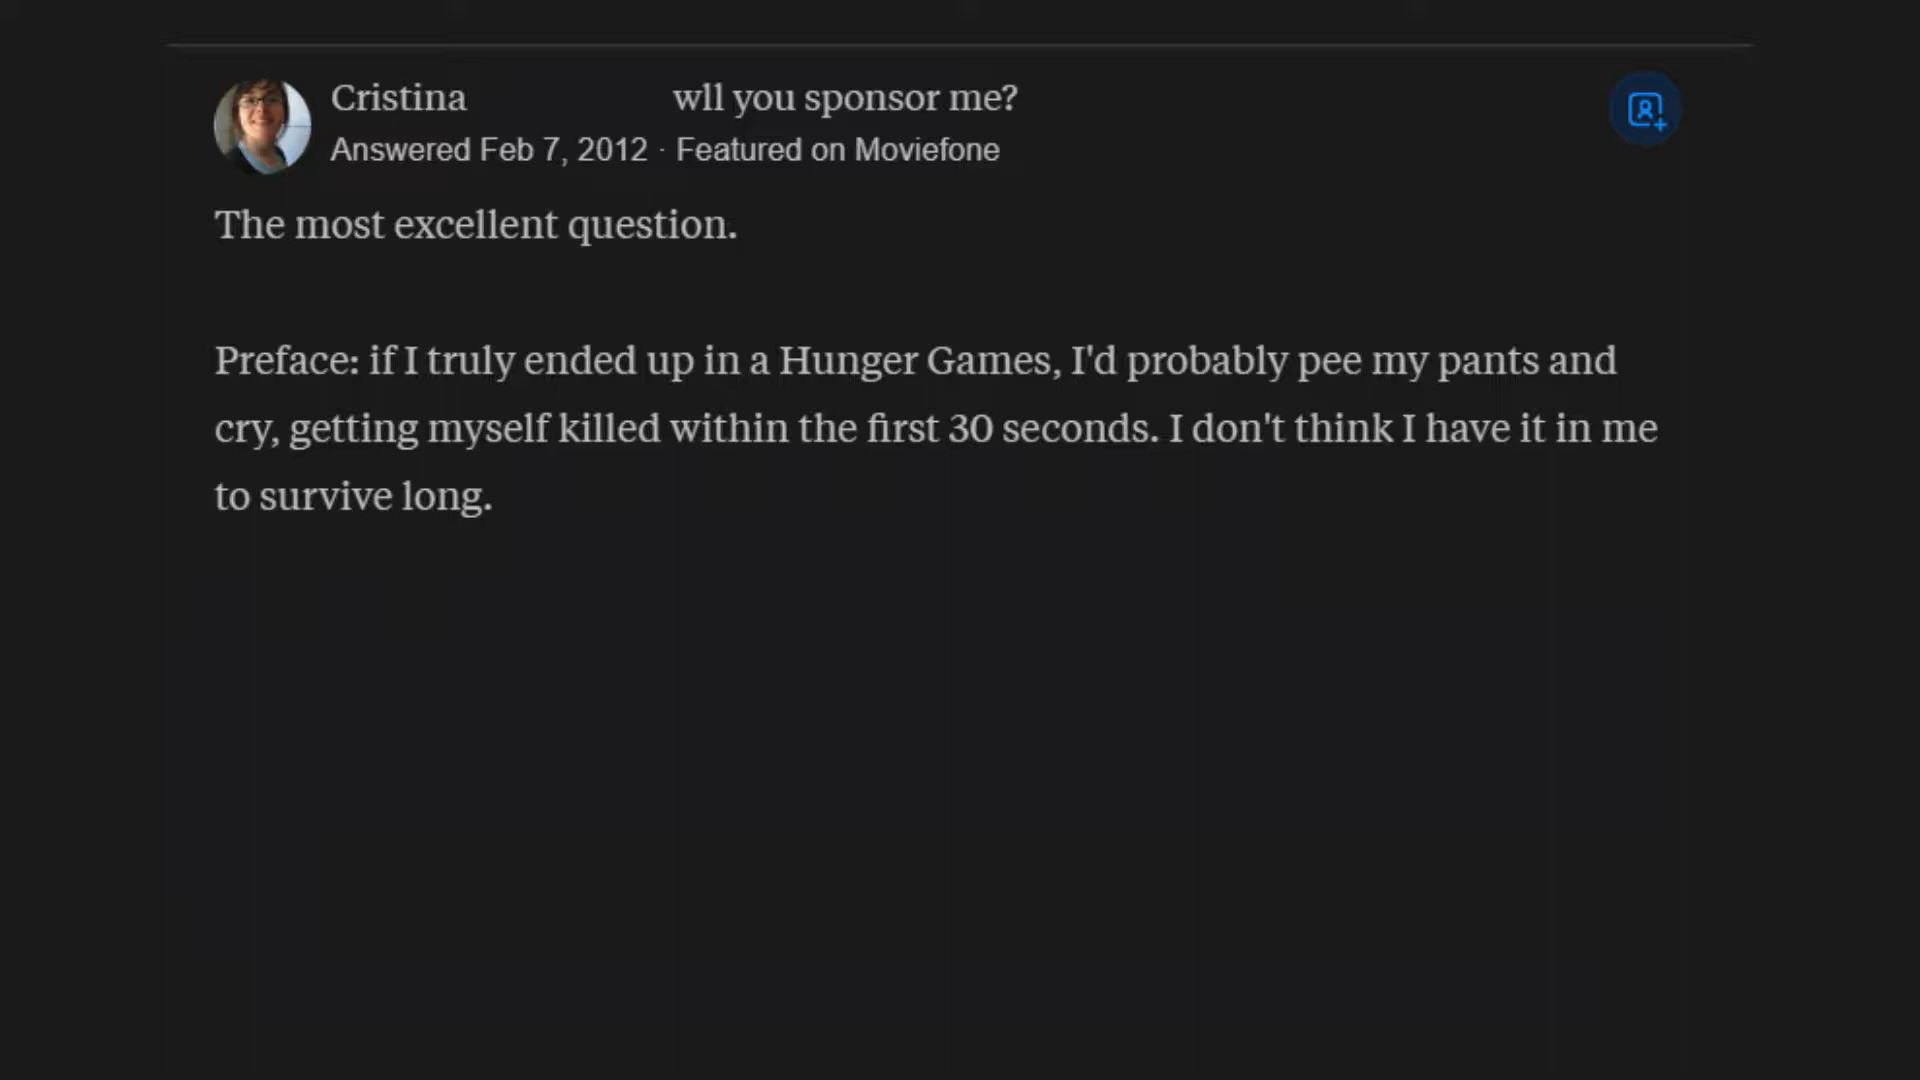 Cristina wll you sponsor me?
Answered Feb 7, 2012 · Featured on Moviefone
The most excellent question.
Preface: if I truly ended up in a Hunger Games, I'd probably pee my pants and
cry, getting myself killed within the first 30 seconds. I don't think I have it in me
to survive long.